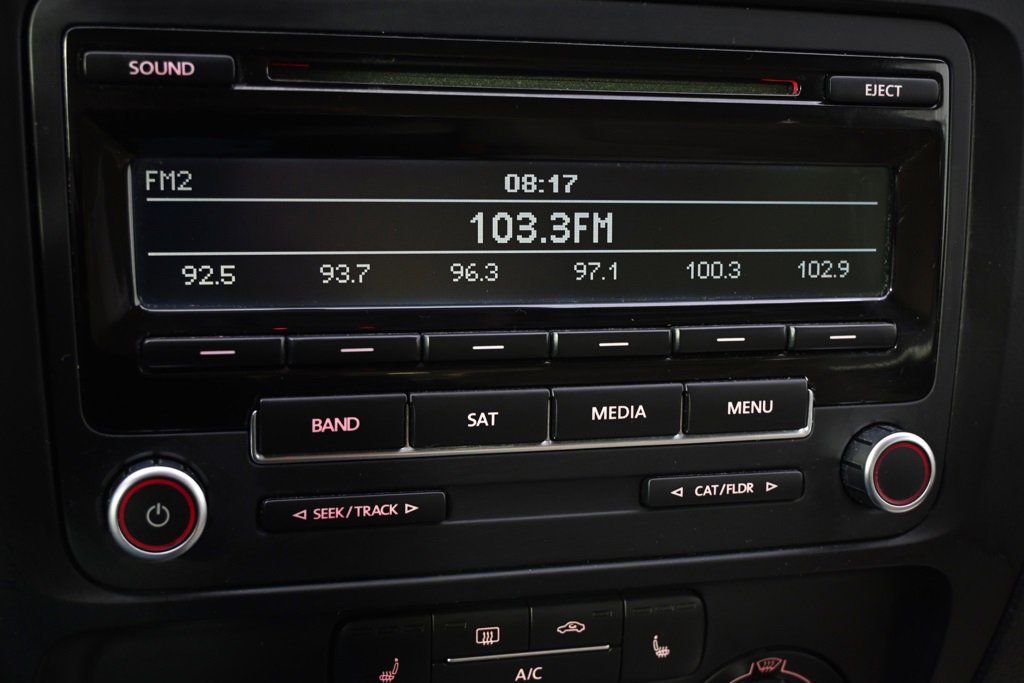 SOUND
EJECT
FM2 08:17
103.3FM
92.5 93.7 96.3 97.1 100.3 102.9
BAND SAT MEDIA MENU
SEEK/TRACK CAT/FLDR
A/C